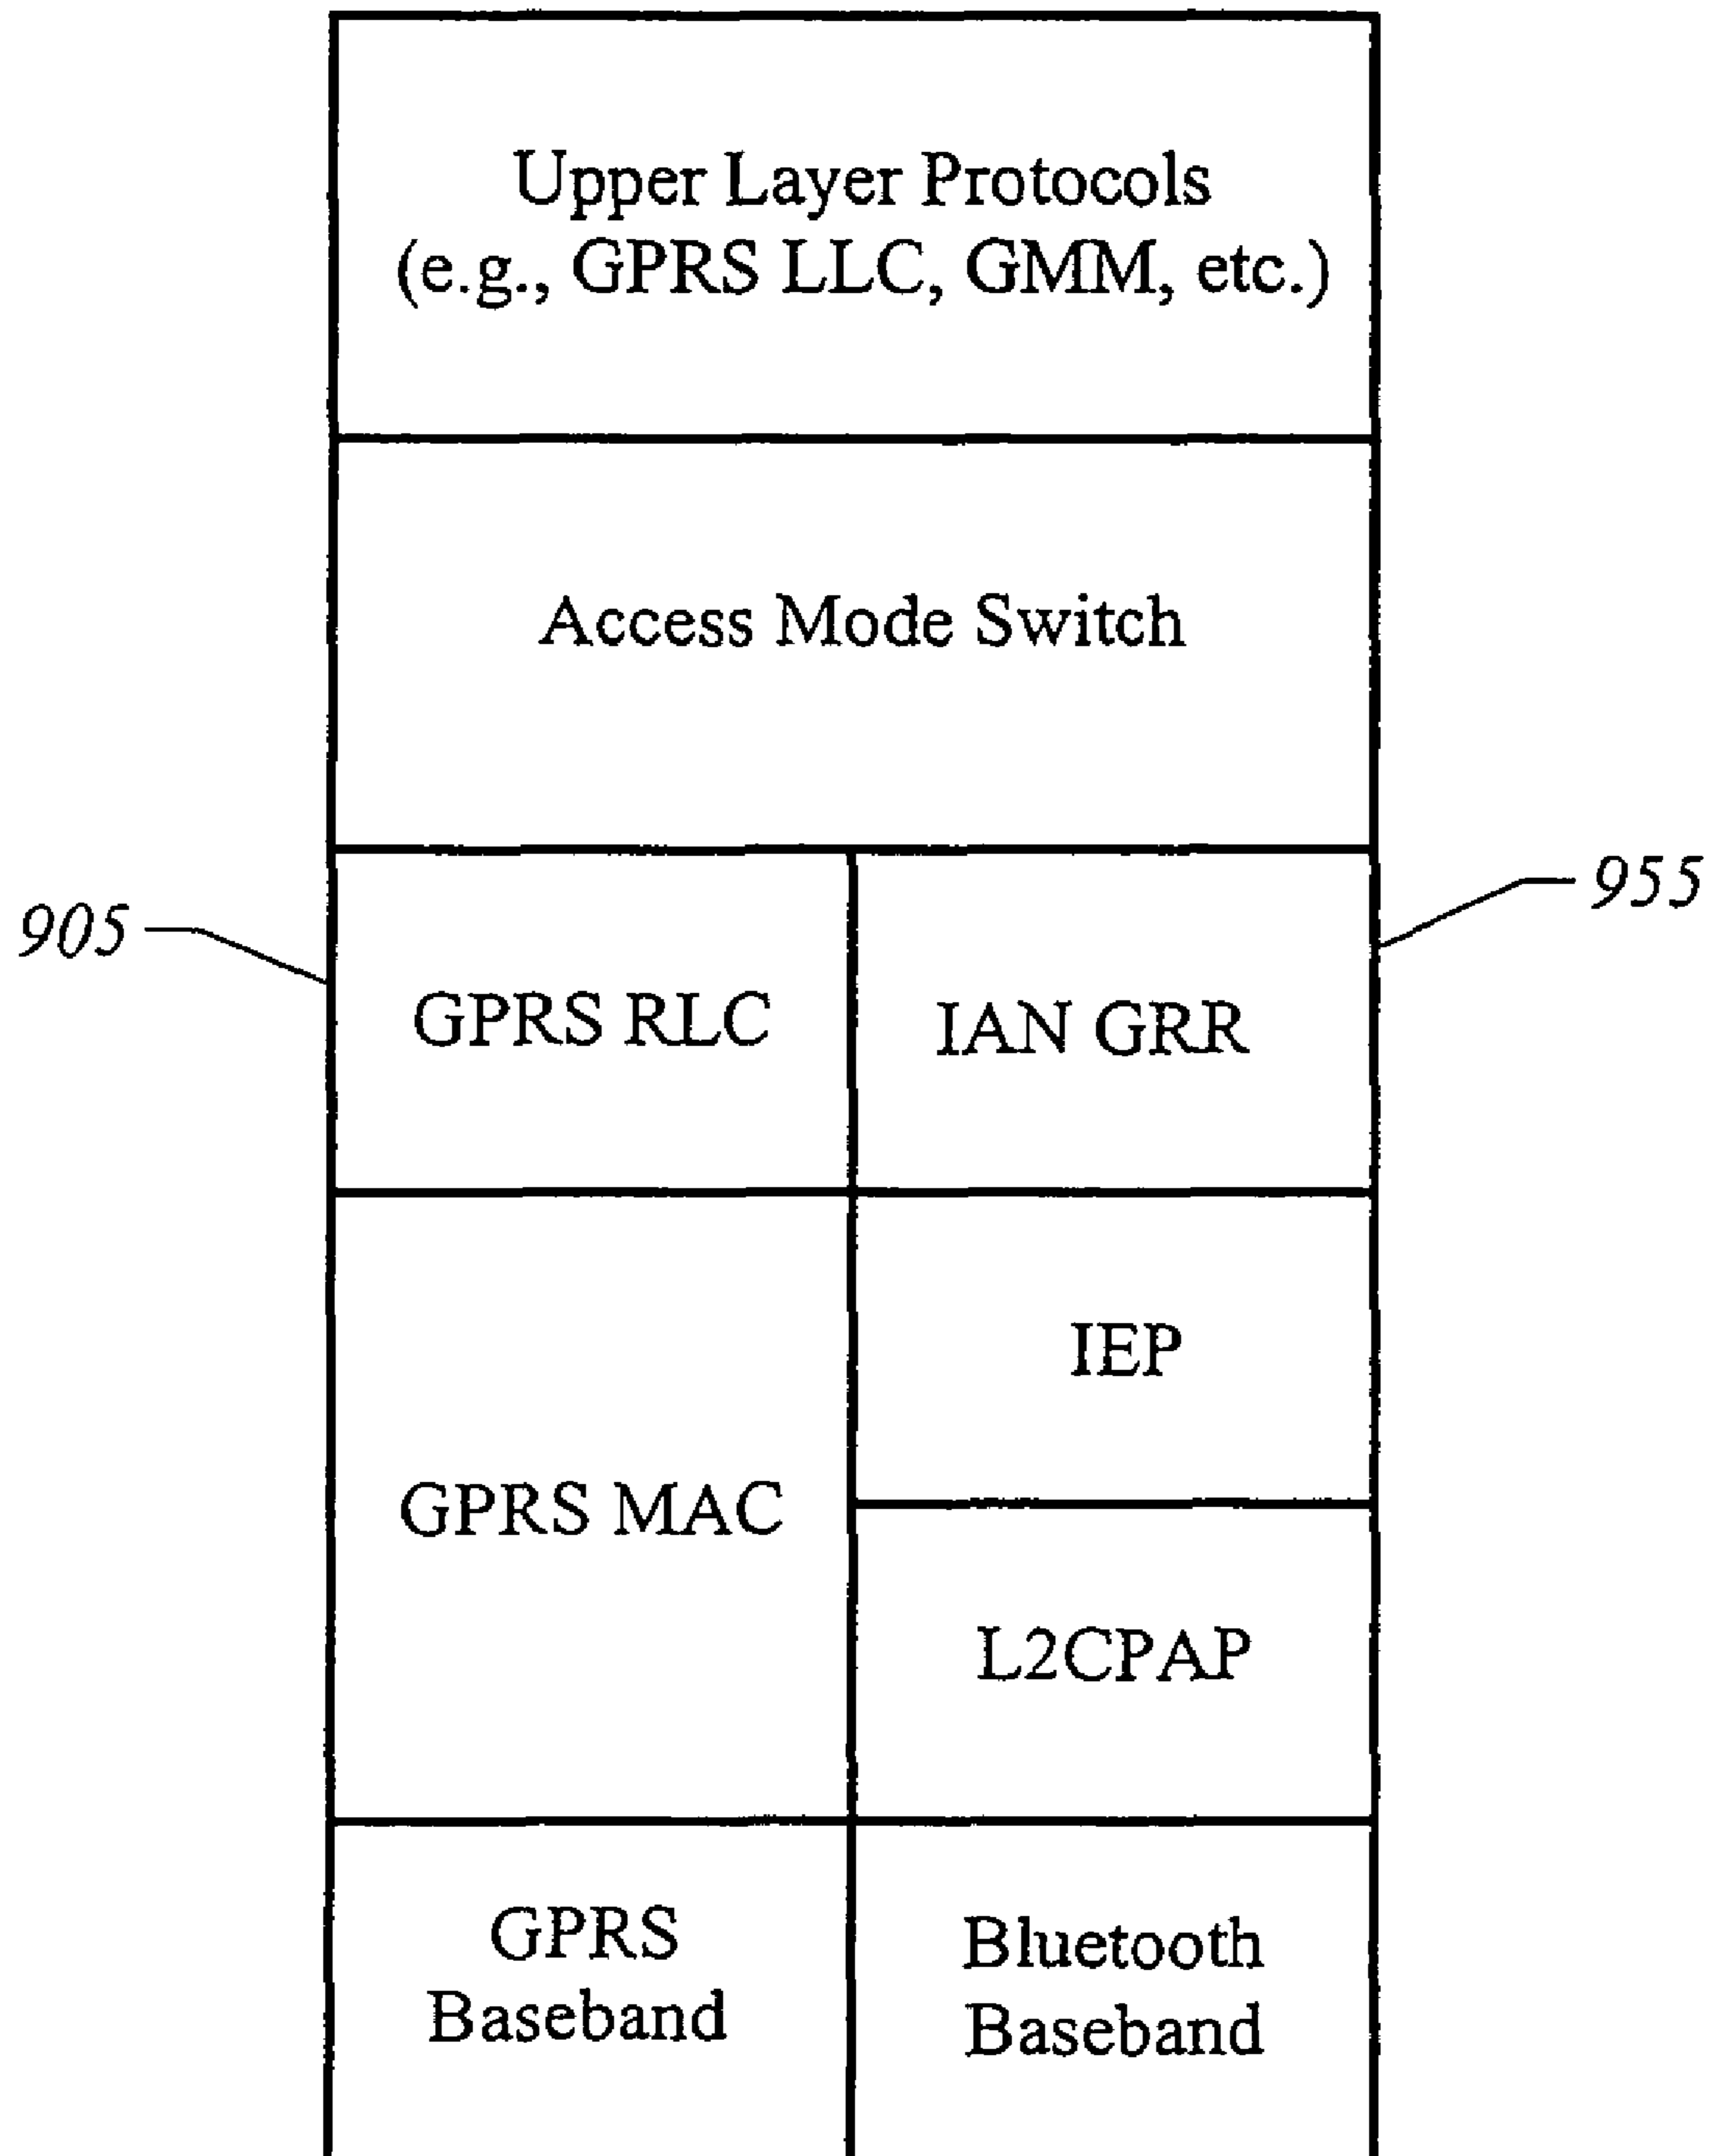 Upper Layer Protocols
(e.g., GPRS LLC, GMM, etc.)
Access Mode Switch
905
955
GPRS RLC
IAN GRR
IEP
GPRS MAC
L2CPAP
GPRS
Baseband
Bluetooth
Baseband